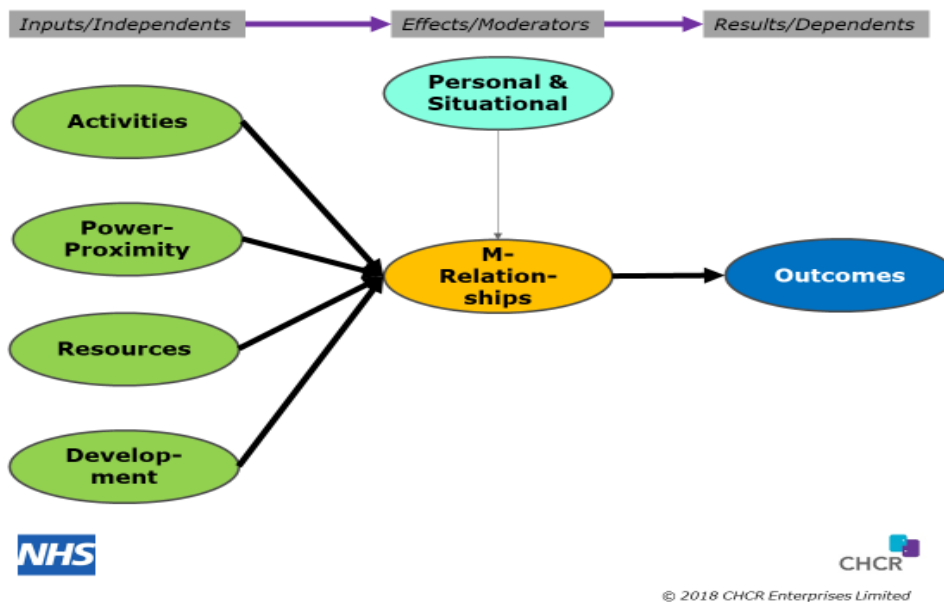 Inputs/Independents
Effects/Moderators
Results/Dependents
Personal &
Situational
Activities
Power-
Proximity
M-
Relation-
ships
Outcomes
Resources
Develop-
ment
NHS
CHCR
© 2018 CHCR Enterprises Limited